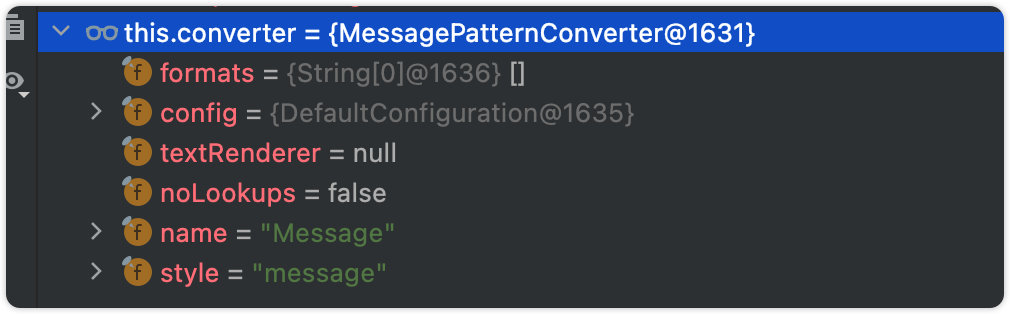 this.converter = {MessagePatternConverter@1631}
f formats = {String[0]@1636} []
f config = {DefaultConfiguration@1635}
f textRenderer = null
f noLookups = false
f name = "Message"
f style = "message"